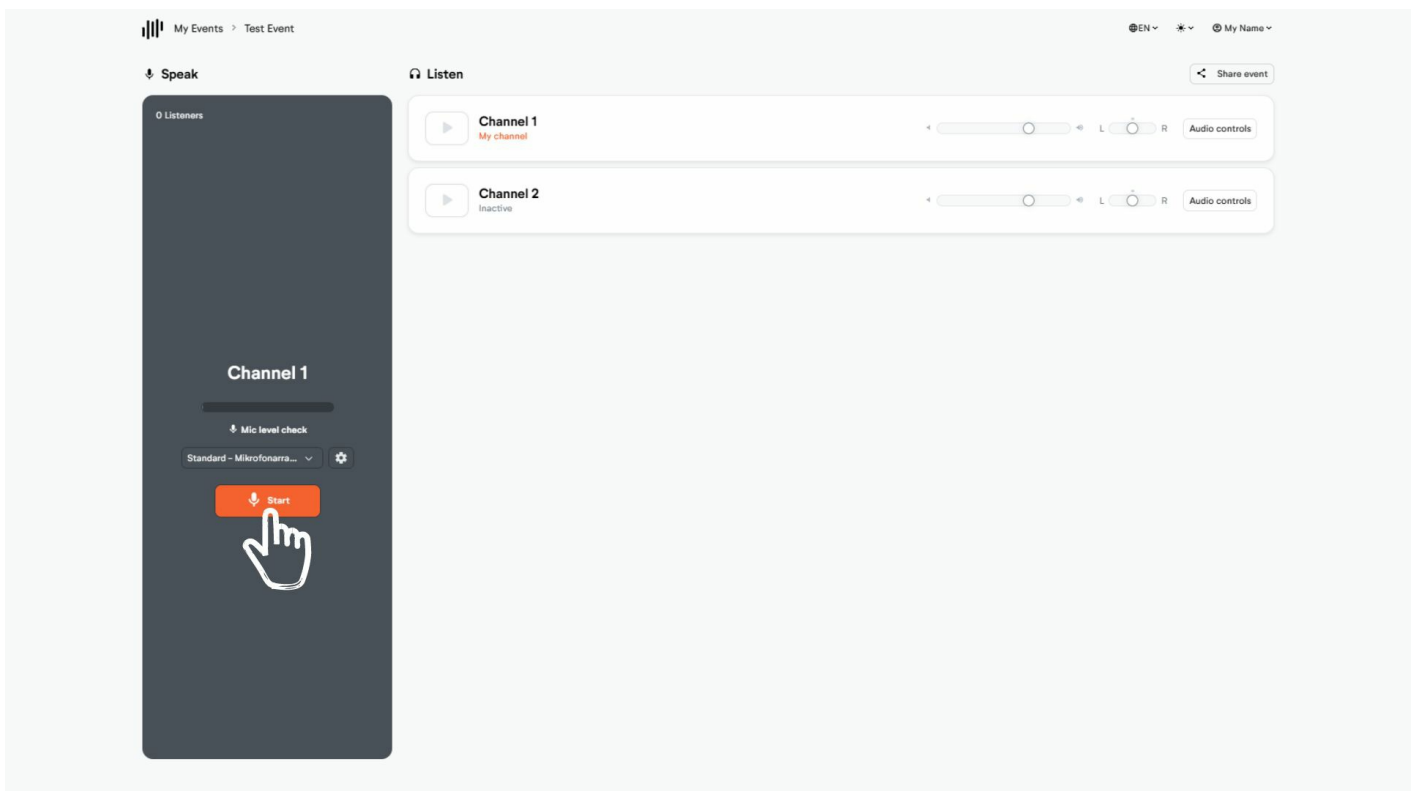 My Events > Test Event
EN
My Name
Speak
Listen
Share event
0 Listeners
Channel 1
Mic level check
Standard - Mikrofonarra...
Start
Channel 1
My channel
L R
Audio controls
Channel 2
Inactive
L R
Audio controls